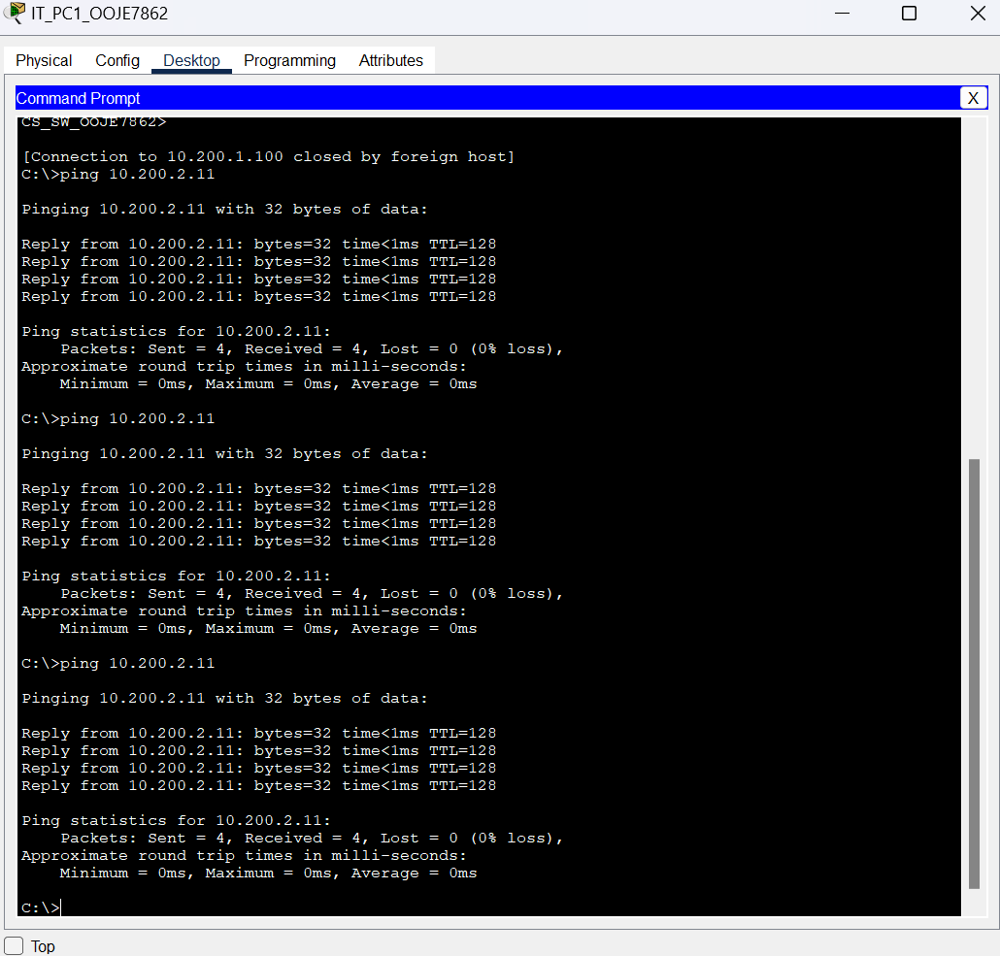 IT_PC1_OOJE7862
Physical Config Desktop Programming Attributes
Command Prompt X
CS_SW_OOJE7862>
[Connection to 10.200.1.100 closed by foreign host]
C:\>ping 10.200.2.11
Pinging 10.200.2.11 with 32 bytes of data:
Reply from 10.200.2.11: bytes=32 time<1ms TTL=128
Reply from 10.200.2.11: bytes=32 time<1ms TTL=128
Reply from 10.200.2.11: bytes=32 time<1ms TTL=128
Reply from 10.200.2.11: bytes=32 time<1ms TTL=128
Ping statistics for 10.200.2.11:
    Packets: Sent = 4, Received = 4, Lost = 0 (0% loss),
Approximate round trip times in milli-seconds:
    Minimum = 0ms, Maximum = 0ms, Average = 0ms
C:\>ping 10.200.2.11
Pinging 10.200.2.11 with 32 bytes of data:
Reply from 10.200.2.11: bytes=32 time<1ms TTL=128
Reply from 10.200.2.11: bytes=32 time<1ms TTL=128
Reply from 10.200.2.11: bytes=32 time<1ms TTL=128
Reply from 10.200.2.11: bytes=32 time<1ms TTL=128
Ping statistics for 10.200.2.11:
    Packets: Sent = 4, Received = 4, Lost = 0 (0% loss),
Approximate round trip times in milli-seconds:
    Minimum = 0ms, Maximum = 0ms, Average = 0ms
C:\>ping 10.200.2.11
Pinging 10.200.2.11 with 32 bytes of data:
Reply from 10.200.2.11: bytes=32 time<1ms TTL=128
Reply from 10.200.2.11: bytes=32 time<1ms TTL=128
Reply from 10.200.2.11: bytes=32 time<1ms TTL=128
Reply from 10.200.2.11: bytes=32 time<1ms TTL=128
Ping statistics for 10.200.2.11:
    Packets: Sent = 4, Received = 4, Lost = 0 (0% loss),
Approximate round trip times in milli-seconds:
    Minimum = 0ms, Maximum = 0ms, Average = 0ms
C:\>
Top